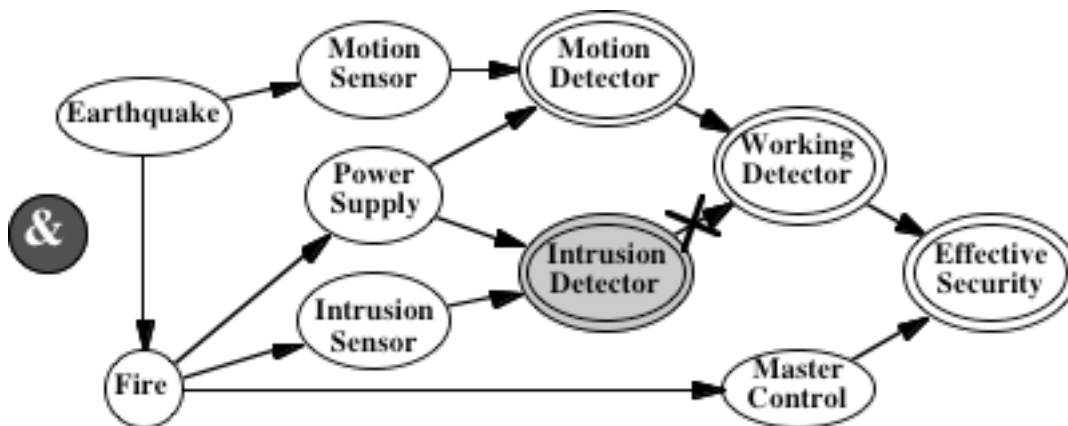 Motion
Sensor
Motion
Detector
Earthquake
Working
Detector
Power
Supply
&
Intrusion
Detector
Effective
Security
Intrusion
Sensor
Fire
Master
Control